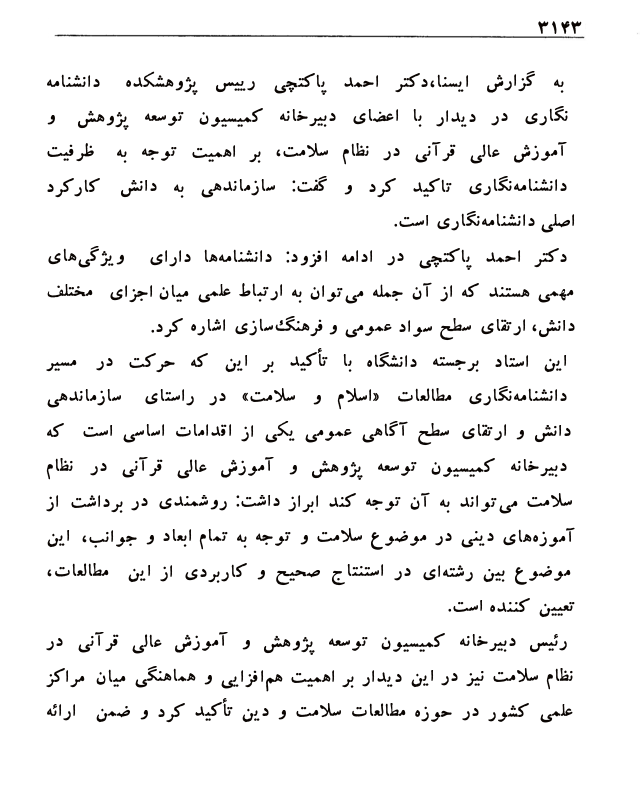 ۳۱۴۳
به گزارش ایسنا،دکتر احمد پاکتچی رییس پژوهشکده دانشنامه
نگاری در دیدار با اعضای دبیرخانه کمیسیون توسعه پژوهش و
آموزش عالی قرآنی در نظام سلامت، بر اهمیت توجه به ظرفیت
دانشنامه‌نگاری تاکید کرد و گفت: سازماندهی به دانش کارکرد
اصلی دانشنامه‌نگاری است.
دکتر احمد پاکتچی در ادامه افزود: دانشنامه‌ها دارای ویژگی‌های
مهمی هستند که از آن جمله می‌توان به ارتباط علمی میان اجزای مختلف
دانش، ارتقای سطح سواد عمومی و فرهنگ‌سازی اشاره کرد.
این استاد برجسته دانشگاه با تأکید بر این که حرکت در مسیر
دانشنامه‌نگاری مطالعات «اسلام و سلامت» در راستای سازماندهی
دانش و ارتقای سطح آگاهی عمومی یکی از اقدامات اساسی است که
دبیرخانه کمیسیون توسعه پژوهش و آموزش عالی قرآنی در نظام
سلامت می‌تواند به آن توجه کند ابراز داشت: روشمندی در برداشت از
آموزه‌های دینی در موضوع سلامت و توجه به تمام ابعاد و جوانب، این
موضوع بین رشته‌ای در استنتاج صحیح و کاربردی از این مطالعات،
تعیین کننده است.
رئیس دبیرخانه کمیسیون توسعه پژوهش و آموزش عالی قرآنی در
نظام سلامت نیز در این دیدار بر اهمیت هم‌افزایی و هماهنگی میان مراکز
علمی کشور در حوزه مطالعات سلامت و دین تأکید کرد و ضمن ارائه